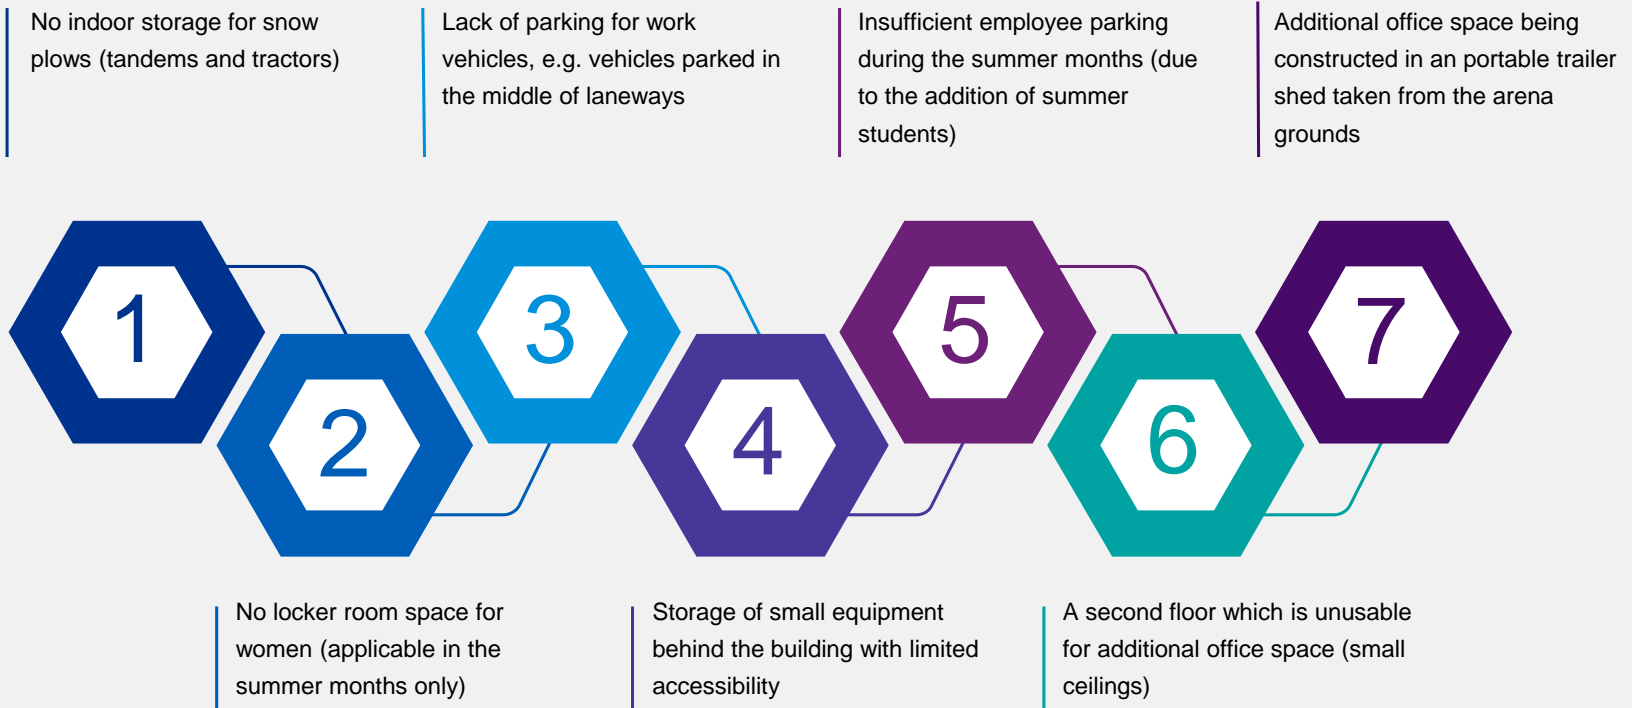 No indoor storage for snow
plows (tandems and tractors)
Lack of parking for work
vehicles, e.g. vehicles parked in
the middle of laneways
Insufficient employee parking
during the summer months (due
to the addition of summer
students)
Additional office space being
constructed in an portable trailer
shed taken from the arena
grounds
1
2
3
4
5
6
7
No locker room space for
women (applicable in the
summer months only)
Storage of small equipment
behind the building with limited
accessibility
A second floor which is unusable
for additional office space (small
ceilings)